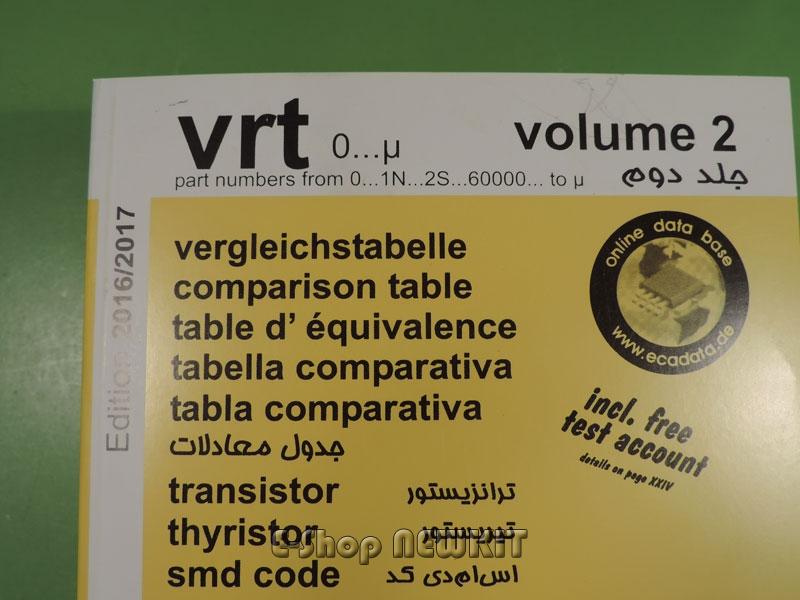 vrt 0...µ volume 2
part numbers from 0...1N...2S...60000... to µ جلد دوم
Edition 2016/2017
vergleichstabelle
comparison table
table d' équivalence
tabella comparativa
tabla comparativa
جدول معادلات
transistor ترانزیستور
thyristor تیریستور
smd code اس‌ام‌دی کد
online data base
www.ecadata.de
incl. free
test account
details on page XXIV
E-Shop NEWKIT